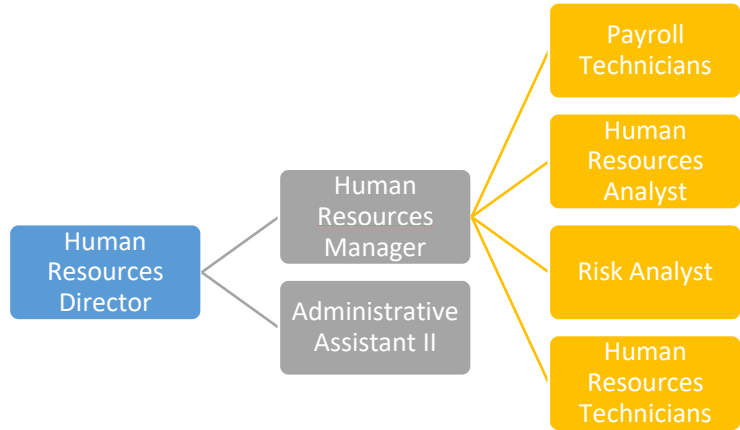 Payroll
Technicians
Human
Resources
Analyst
Human
Resources
Manager
Human
Resources
Director
Risk Analyst
Administrative
Assistant II
Human
Resources
Technicians